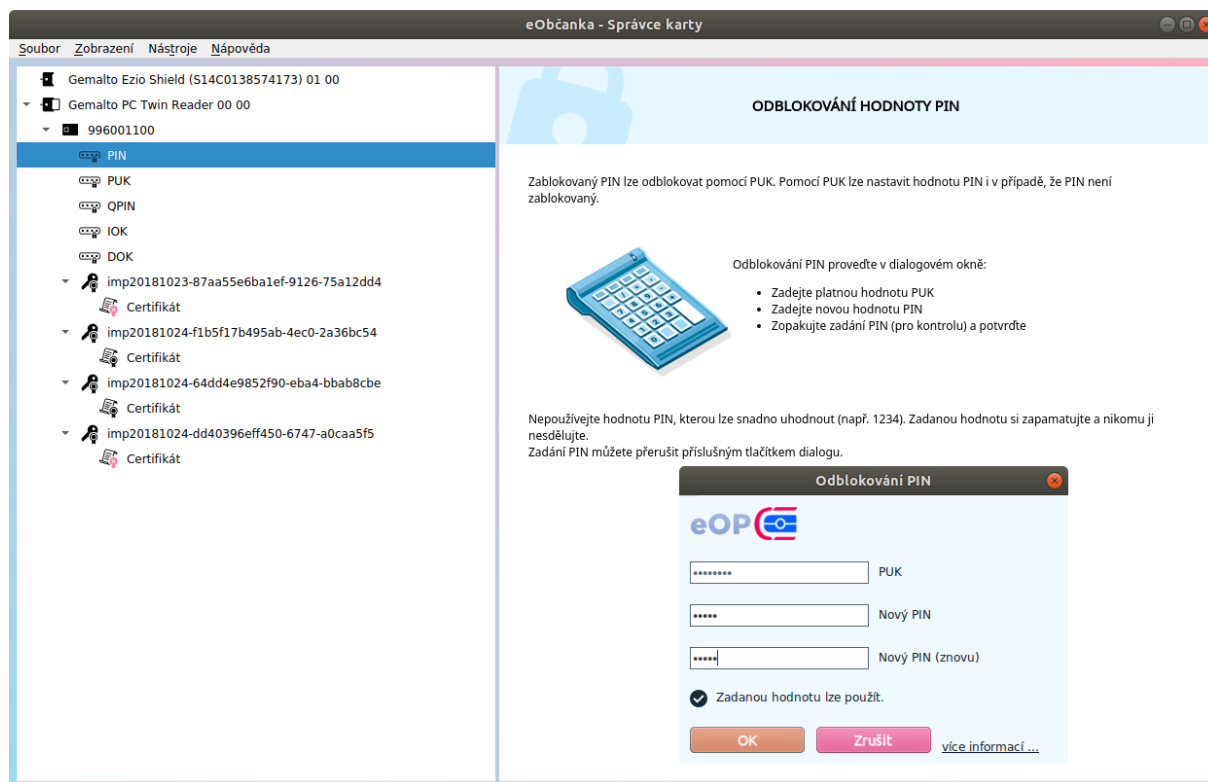 eObčanka - Správce karty
Soubor Zobrazení Nástroje Nápověda
Gemalto Ezio Shield (S14C0138574173) 01 00
Gemalto PC Twin Reader 00 00
996001100
PIN
PUK
QPIN
IOK
DOK
imp20181023-87aa55e6ba1ef-9126-75a12dd4
Certifikát
imp20181024-f1b5f17b495ab-4ec0-2a36bc54
Certifikát
imp20181024-64dd4e9852f90-eba4-bbab8cbe
Certifikát
imp20181024-dd40396eff450-6747-a0caa5f5
Certifikát
ODBLOKOVÁNÍ HODNOTY PIN
Zablokovaný PIN lze odblokovat pomocí PUK. Pomocí PUK lze nastavit hodnotu PIN i v případě, že PIN není
zablokovaný.
Odblokování PIN proveďte v dialogovém okně:
• Zadejte platnou hodnotu PUK
• Zadejte novou hodnotu PIN
• Zopakujte zadání PIN (pro kontrolu) a potvrďte
Nepoužívejte hodnotu PIN, kterou lze snadno uhodnout (např. 1234). Zadanou hodnotu si zapamatujte a nikomu ji
nesdělujte.
Zadání PIN můžete přerušit příslušným tlačítkem dialogu.
Odblokování PIN
eOP
•••••••• PUK
••••• Nový PIN
••••• Nový PIN (znovu)
Zadanou hodnotu lze použít.
OK Zrušit více informací ...